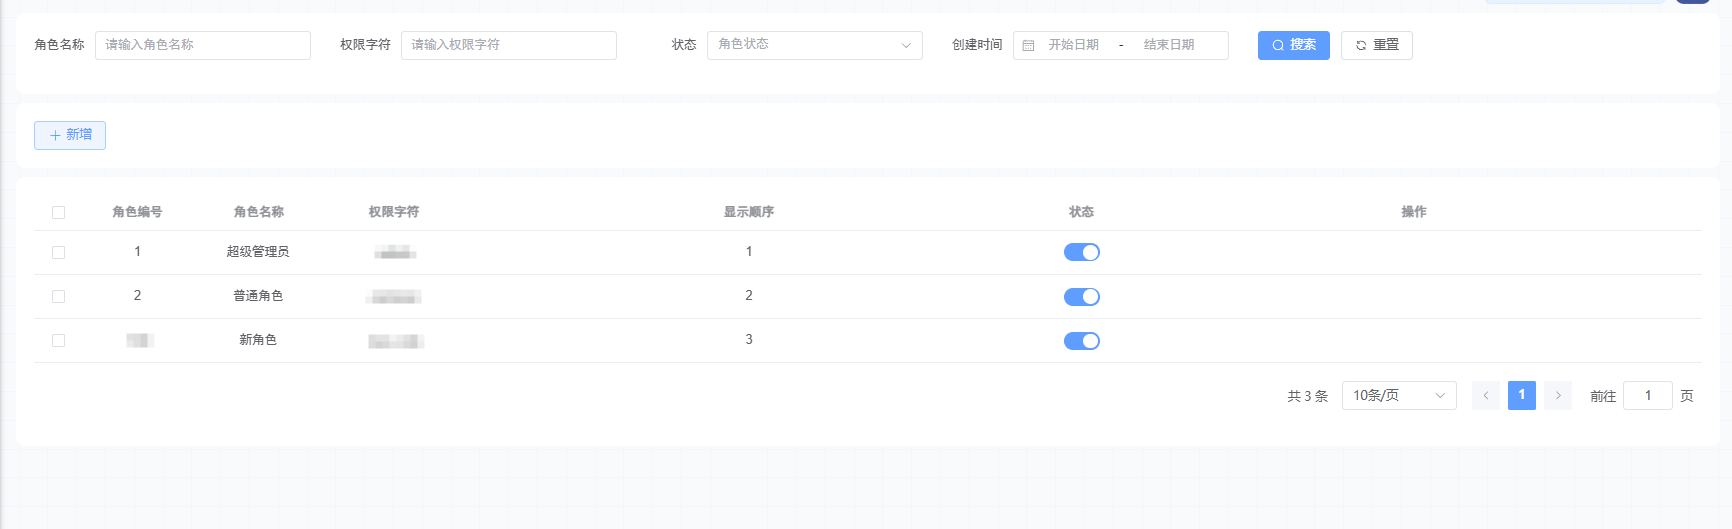 角色名称 请输入角色名称 权限字符 请输入权限字符 状态 角色状态 创建时间 开始日期 - 结束日期 搜索 重置
新增
角色编号 角色名称 权限字符 显示顺序 状态 操作
1 超级管理员 1
2 普通角色 2
新角色 3
共 3 条 10条/页 1 前往 1 页